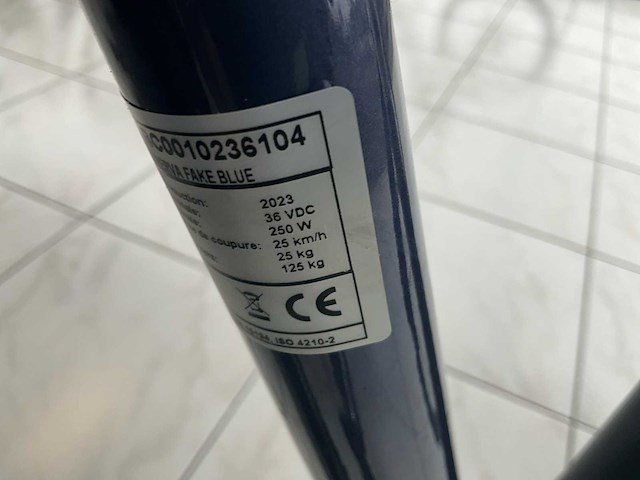 C0010236104
RVA FAKE BLUE
2023
36 VDC
250 W
de coupure: 25 km/h
25 kg
125 kg
CE
ISO 4210-2